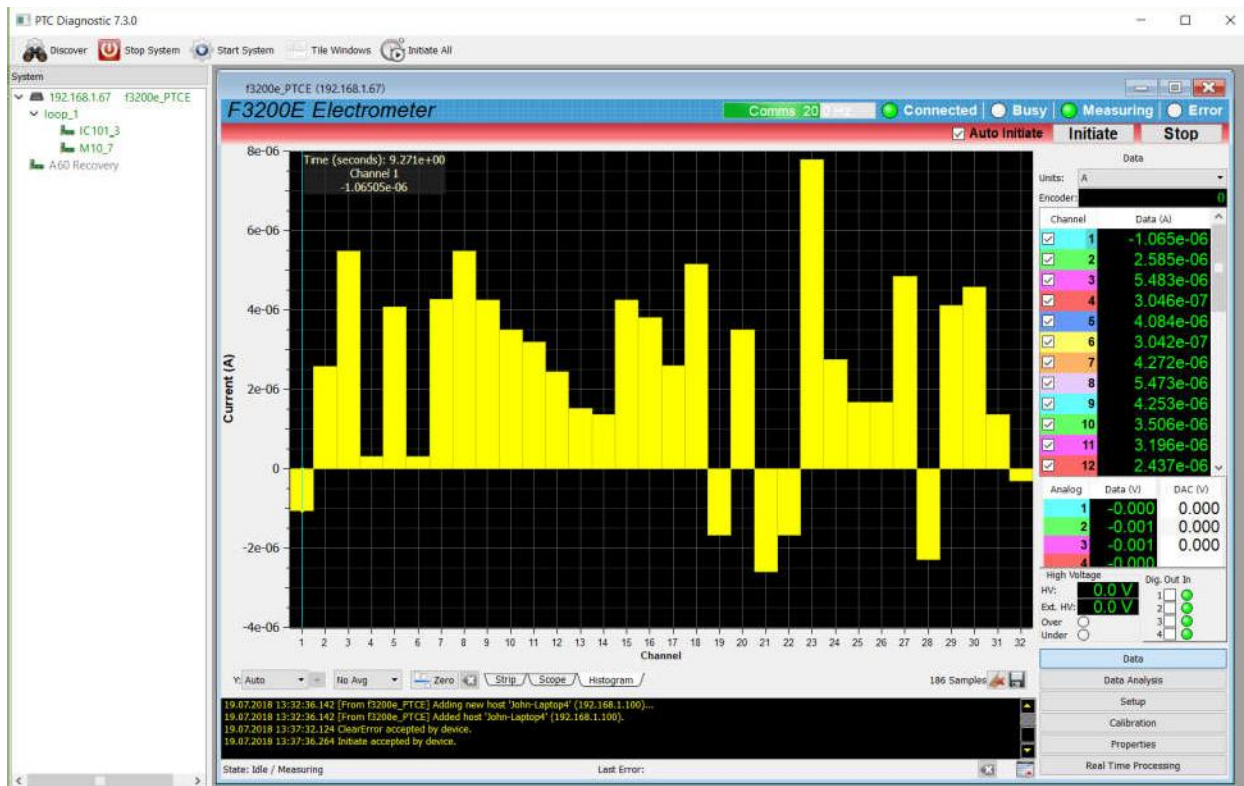 PTC Diagnostic 7.3.0
Discover Stop System Start System Tile Windows Initiate All
System
192.168.1.67 f3200e_PTCE
loop_1
IC101_3
M10_7
A60 Recovery
f3200e_PTCE (192.168.1.67)
F3200E Electrometer
Comms 20.0 Hz
Connected Busy Measuring Error
Auto Initiate Initiate Stop
Time (seconds): 9.271e+00
Channel 1
-1.06505e-06
8e-06
6e-06
4e-06
2e-06
0
-2e-06
-4e-06
Current (A)
1 2 3 4 5 6 7 8 9 10 11 12 13 14 15 16 17 18 19 20 21 22 23 24 25 26 27 28 29 30 31 32
Channel
Data
Units: A
Encoder: 0
Channel Data (A)
1 -1.065e-06
2 2.585e-06
3 5.483e-06
4 3.046e-07
5 4.084e-06
6 3.042e-07
7 4.272e-06
8 5.473e-06
9 4.253e-06
10 3.506e-06
11 3.196e-06
12 2.437e-06
Analog Data (V) DAC (V)
1 -0.000 0.000
2 -0.001 0.000
3 -0.001 0.000
4 -0.000
High Voltage Dig. Out In
HV: 0.0 V 1
Ext. HV: 0.0 V 2
Over 3
Under 4
Data
Data Analysis
Setup
Calibration
Properties
Real Time Processing
Y: Auto No Avg Zero Strip Scope Histogram 186 Samples
19.07.2018 13:32:36.142 [From f3200e_PTCE] Adding new host 'John-Laptop4' (192.168.1.100)...
19.07.2018 13:32:36.142 [From f3200e_PTCE] Added host 'John-Laptop4' (192.168.1.100).
19.07.2018 13:37:32.124 ClearError accepted by device.
19.07.2018 13:37:36.264 Initiate accepted by device.
State: Idle / Measuring Last Error: